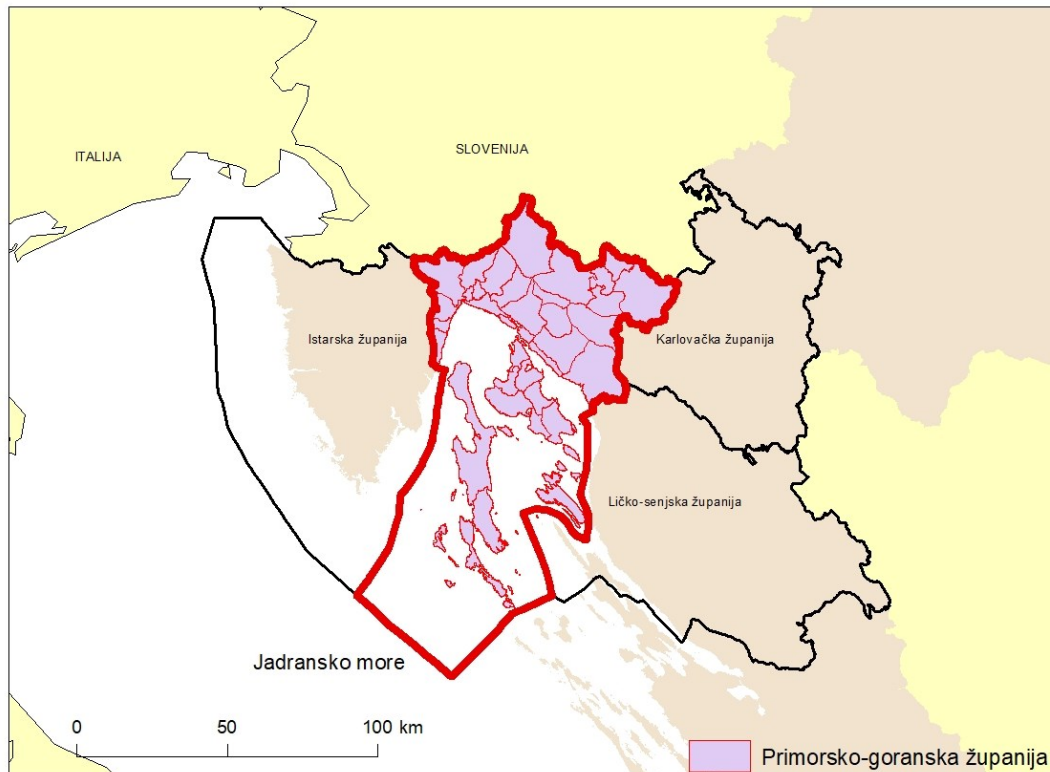 SLOVENIJA
ITALIJA
Istarska županija
Karlovačka županija
Ličko-senjska županija
Jadransko more
0 50 100 km
Primorsko-goranska županija